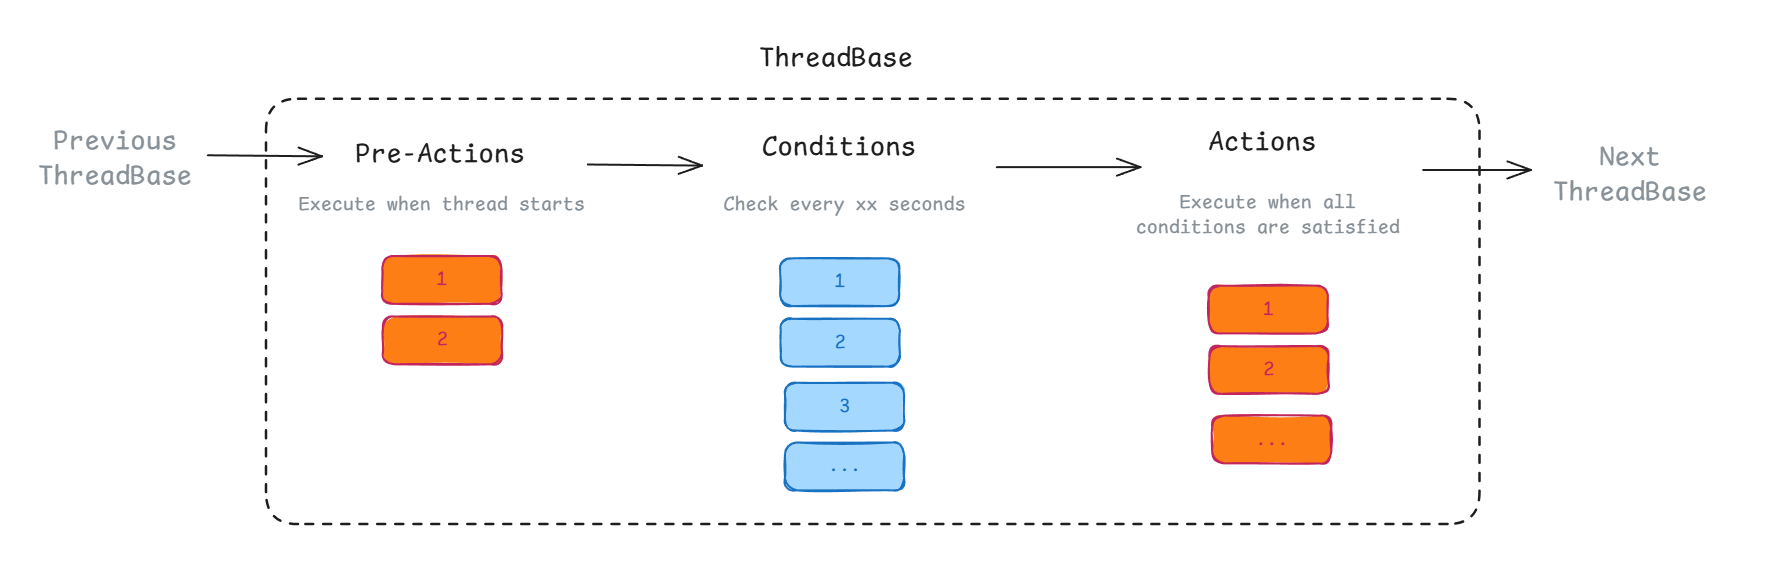 ThreadBase
Previous
ThreadBase
Pre-Actions
Execute when thread starts
1
2
Conditions
Check every xx seconds
1
2
3
...
Actions
Execute when all
conditions are satisfied
1
2
...
Next
ThreadBase